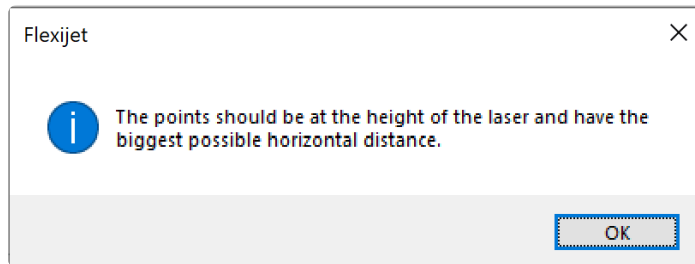 Flexijet
The points should be at the height of the laser and have the
biggest possible horizontal distance.
OK